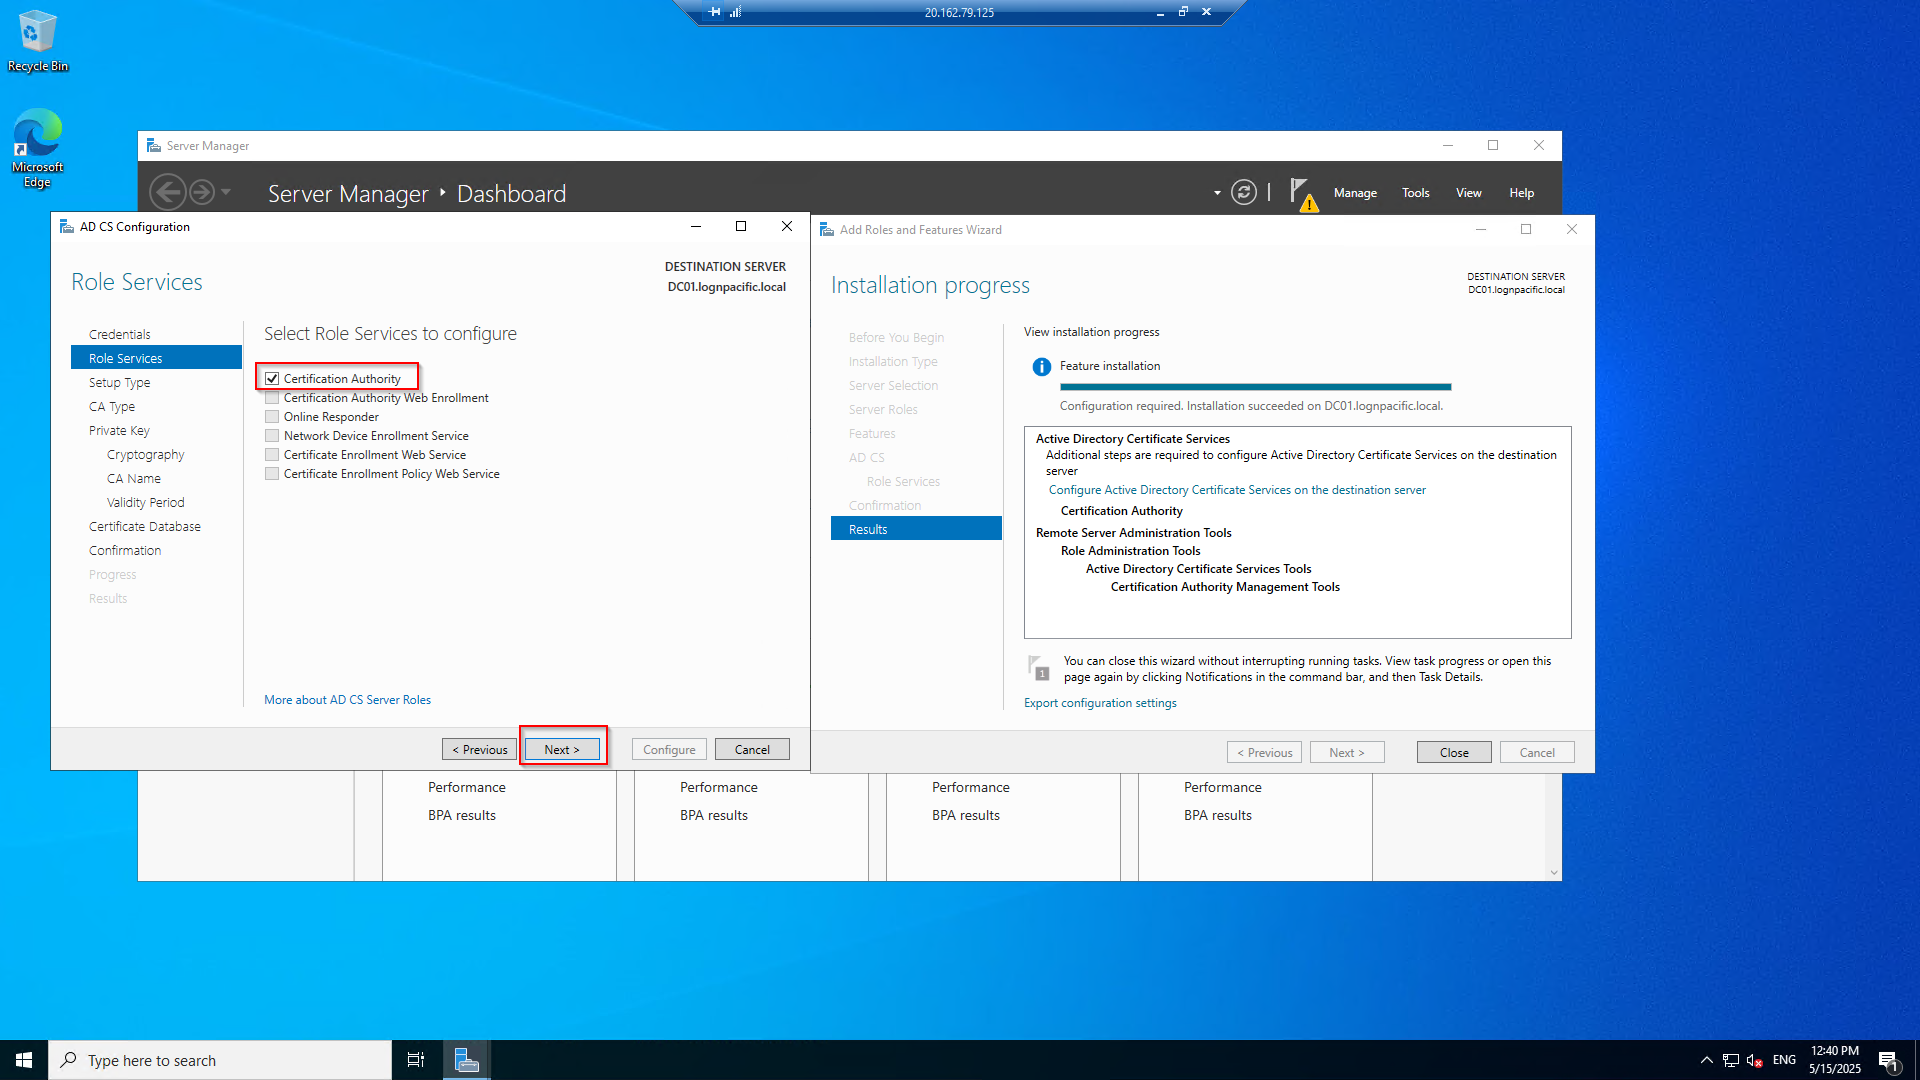 20.162.79.125
Recycle Bin
Microsoft
Edge
Server Manager
Server Manager
Dashboard
Manage
Tools
View
Help
AD CS Configuration
Role Services
DESTINATION SERVER
DC01.lognpacific.local
Credentials
Role Services
Setup Type
CA Type
Private Key
Cryptography
CA Name
Validity Period
Certificate Database
Confirmation
Progress
Results
Select Role Services to configure
Certification Authority
Certification Authority Web Enrollment
Online Responder
Network Device Enrollment Service
Certificate Enrollment Web Service
Certificate Enrollment Policy Web Service
More about AD CS Server Roles
< Previous
Next >
Configure
Cancel
Add Roles and Features Wizard
Installation progress
DESTINATION SERVER
DC01.lognpacific.local
Before You Begin
Installation Type
Server Selection
Server Roles
Features
AD CS
Role Services
Confirmation
Results
View installation progress
Feature installation
Configuration required. Installation succeeded on DC01.lognpacific.local.
Active Directory Certificate Services
Additional steps are required to configure Active Directory Certificate Services on the destination
server
Configure Active Directory Certificate Services on the destination server
Certification Authority
Remote Server Administration Tools
Role Administration Tools
Active Directory Certificate Services Tools
Certification Authority Management Tools
1
You can close this wizard without interrupting running tasks. View task progress or open this
page again by clicking Notifications in the command bar, and then Task Details.
Export configuration settings
< Previous
Next >
Close
Cancel
Performance
BPA results
Performance
BPA results
Performance
BPA results
Performance
BPA results
Type here to search
ENG
12:40 PM
5/15/2025
1